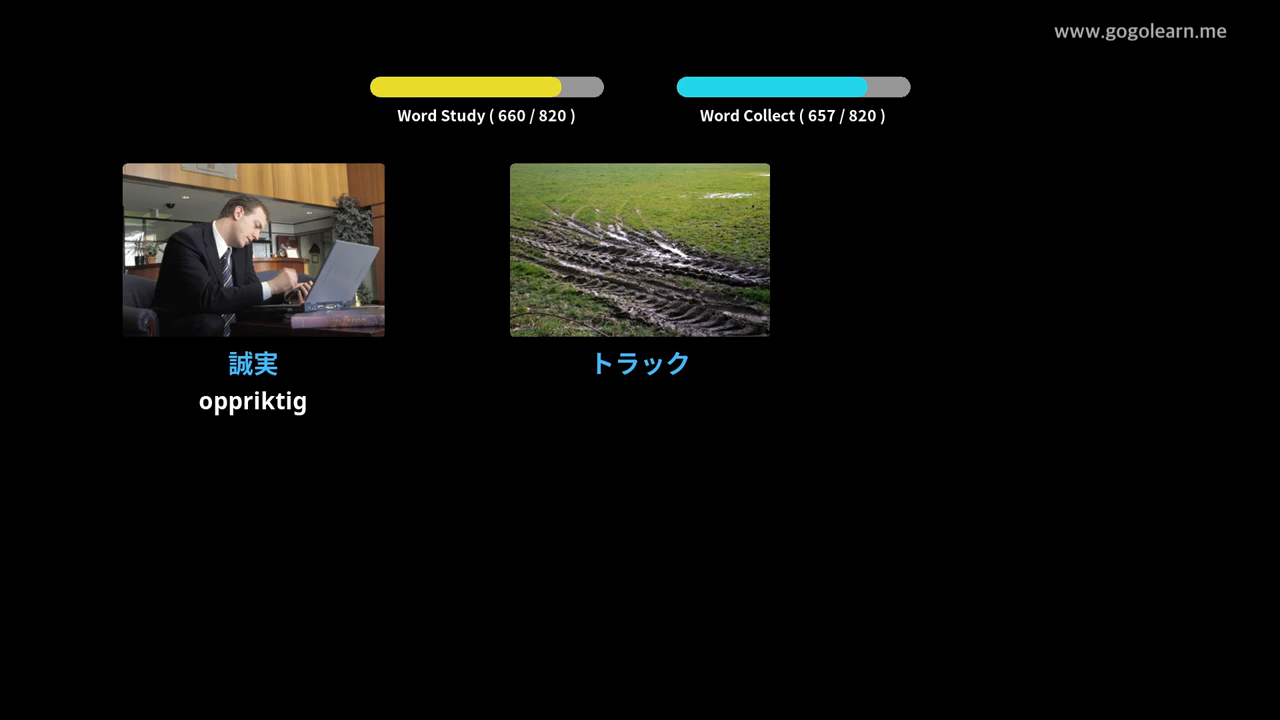 www.gogolearn.me
Word Study ( 660 / 820 )
Word Collect ( 657 / 820 )
誠実
oppriktig
トラック